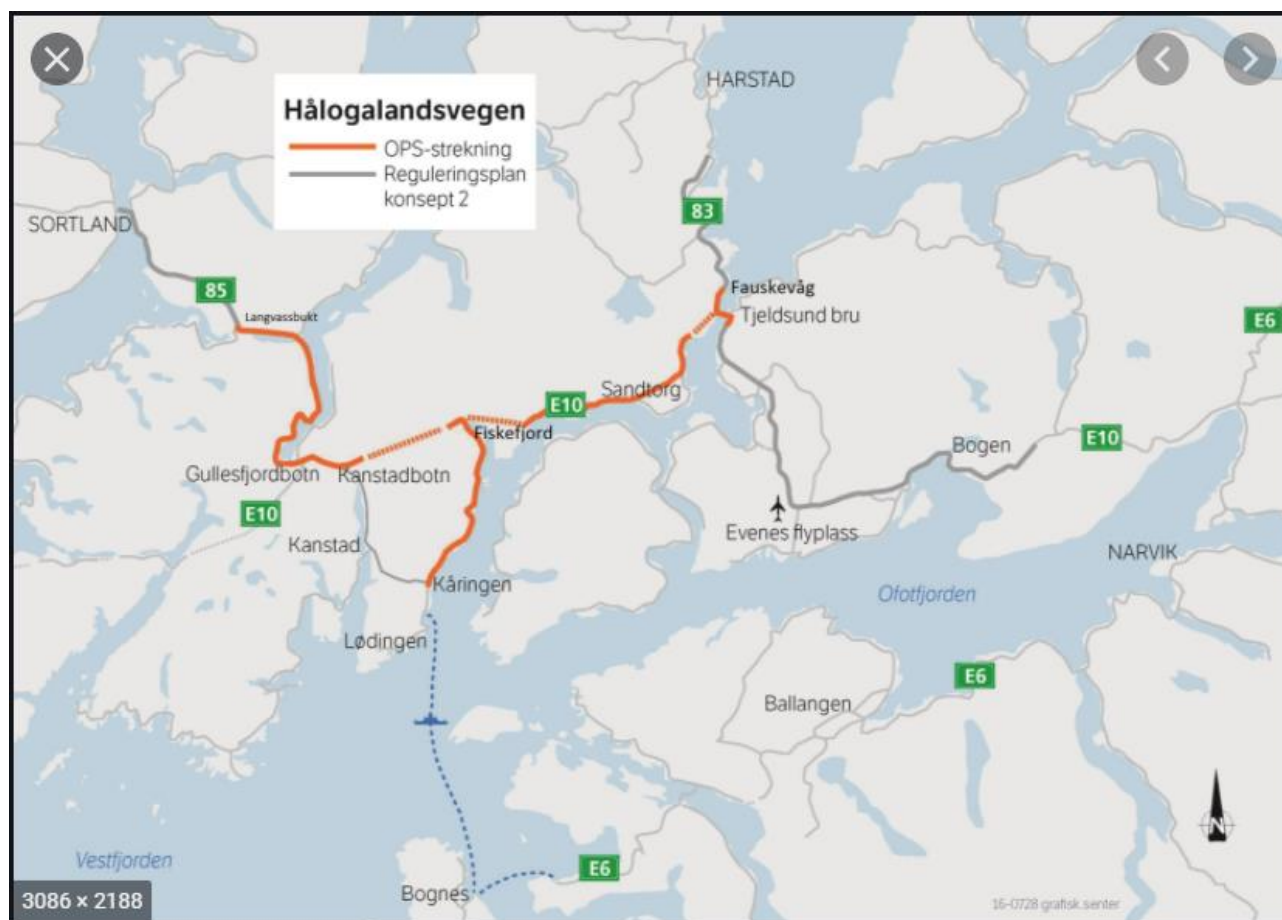 HARSTAD
Hålogalandsvegen
OPS-strekning
Reguleringsplan
konsept 2
83
SORTLAND
85
Langvassbukt
Fauskevåg
Tjeldsund bru
E6
Sandtorg
E10
Fiskefjord
E10
Bogen
Gullesfjordbotn
Kanstadbotn
E10
Kanstad
Evenes flyplass
NARVIK
Kåringen
Ofotfjorden
Lødingen
E6
Ballangen
N
Vestfjorden
E6
Bognes
3086 × 2188
16-0728 grafisk.senter